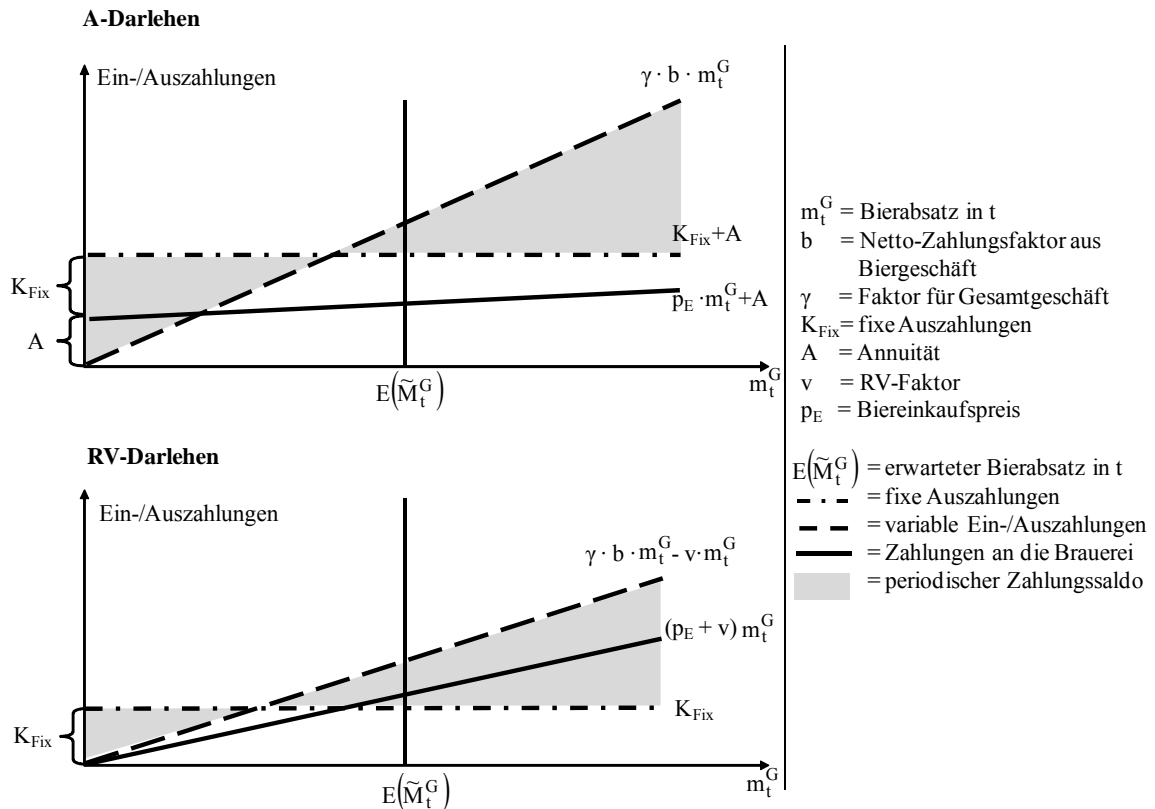 A-Darlehen
Ein-/Auszahlungen
γ · b · m_t^G
K_Fix+A
K_Fix
p_E · m_t^G+A
A
E(M̃_t^G)
m_t^G
RV-Darlehen
Ein-/Auszahlungen
γ · b · m_t^G - v · m_t^G
(p_E + v) m_t^G
K_Fix
K_Fix
E(M̃_t^G)
m_t^G
m_t^G = Bierabsatz in t
b = Netto-Zahlungsfaktor aus
Biergeschäft
γ = Faktor für Gesamtgeschäft
K_Fix = fixe Auszahlungen
A = Annuität
v = RV-Faktor
p_E = Biereinkaufspreis
E(M̃_t^G) = erwarteter Bierabsatz in t
= fixe Auszahlungen
= variable Ein-/Auszahlungen
= Zahlungen an die Brauerei
= periodischer Zahlungssaldo